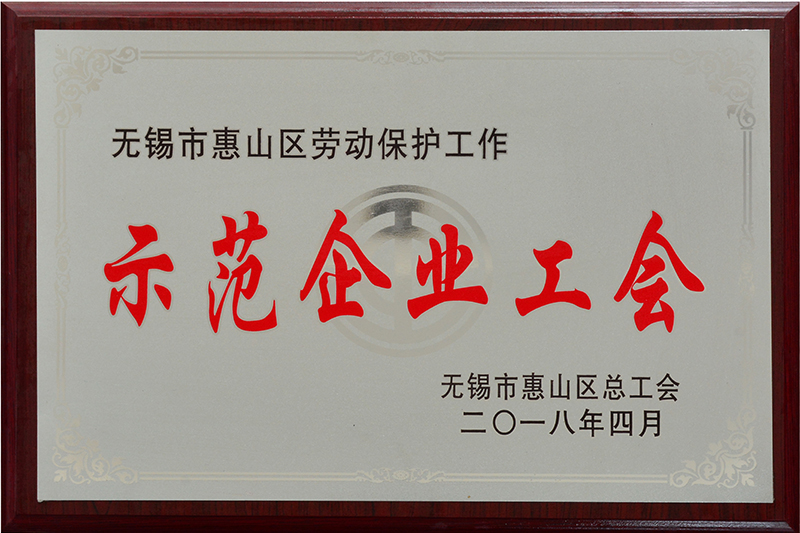 无锡市惠山区劳动保护工作
示范企业工会
无锡市惠山区总工会
二〇一八年四月